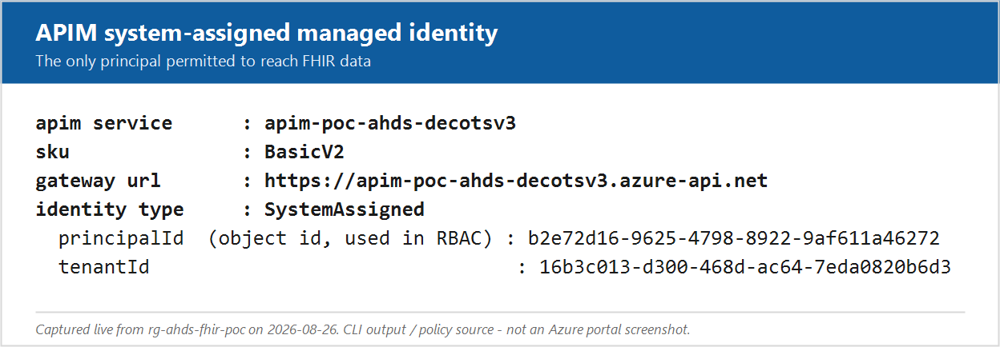 APIM system-assigned managed identity
The only principal permitted to reach FHIR data
apim service : apim-poc-ahds-decotsv3
sku : BasicV2
gateway url : https://apim-poc-ahds-decotsv3.azure-api.net
identity type : SystemAssigned
principalId (object id, used in RBAC) : b2e72d16-9625-4798-8922-9af611a46272
tenantId : 16b3c013-d300-468d-ac64-7eda0820b6d3
Captured live from rg-ahds-fhir-poc on 2026-08-26. CLI output / policy source - not an Azure portal screenshot.